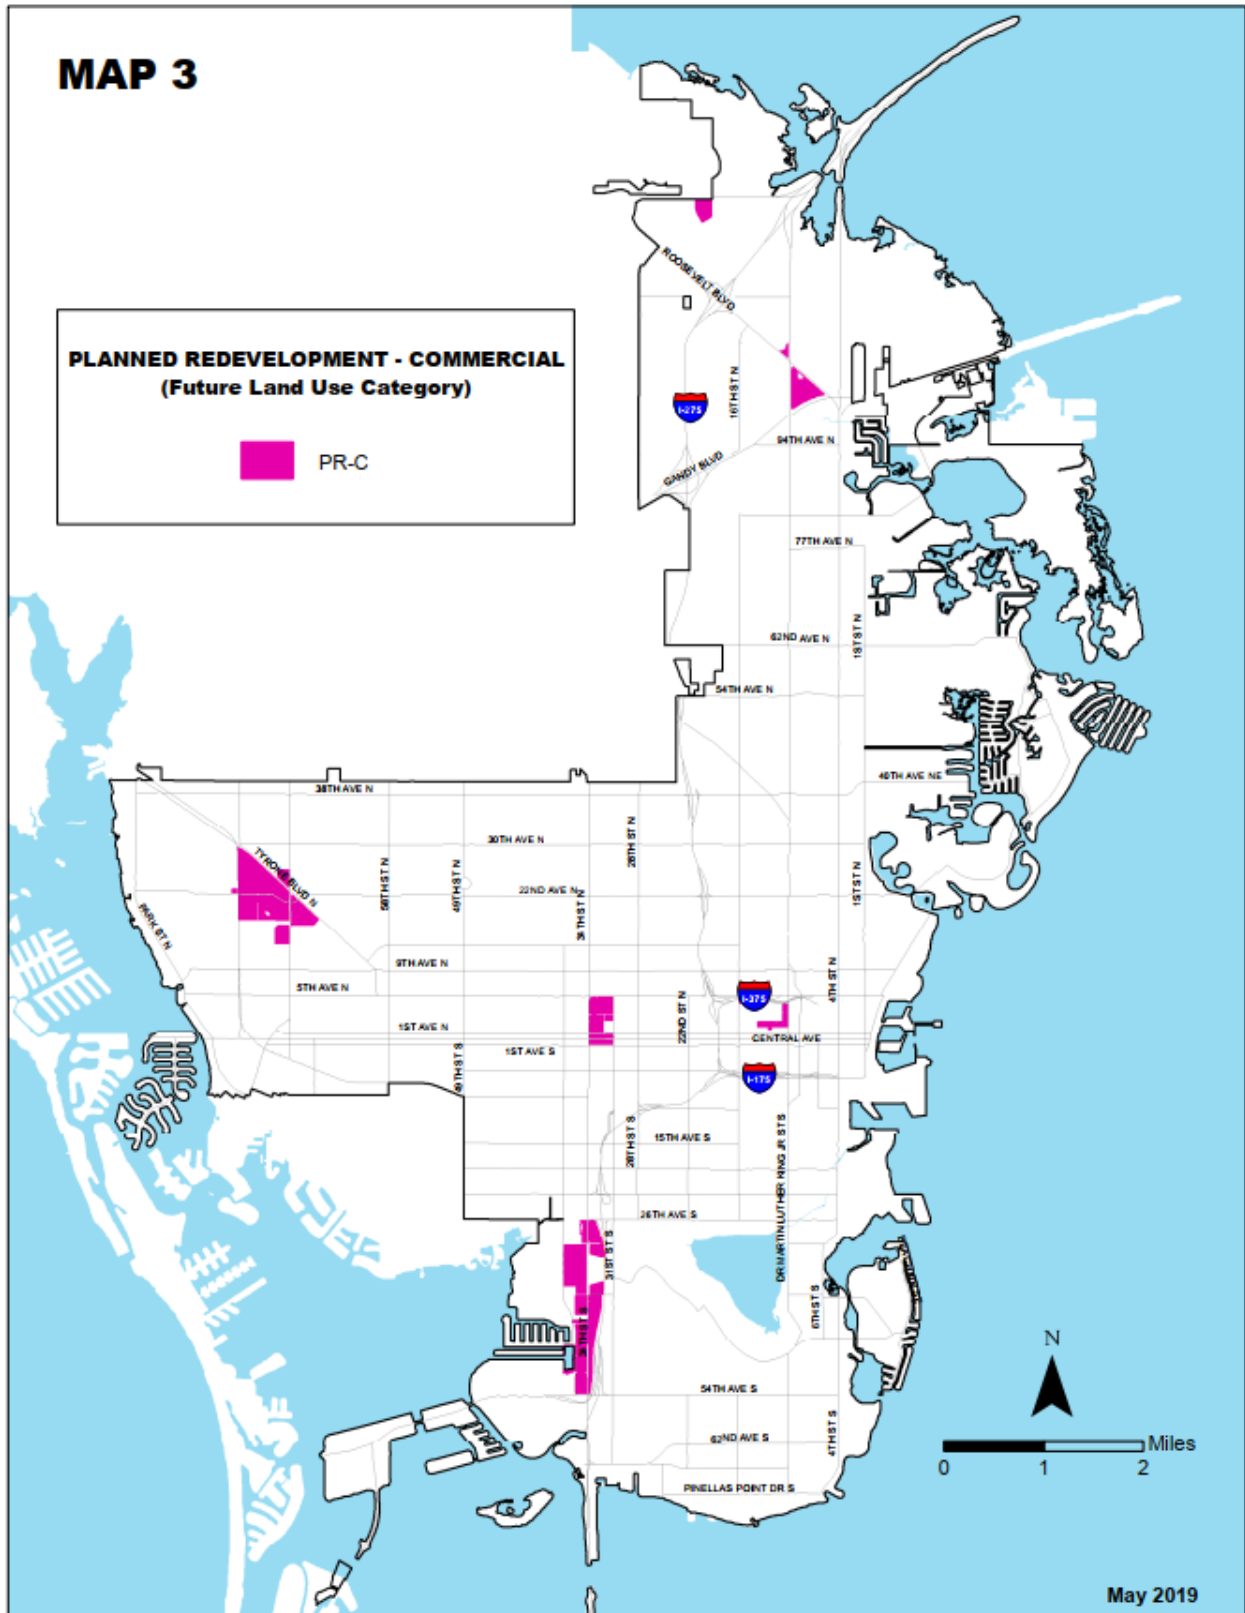 MAP 3
PLANNED REDEVELOPMENT - COMMERCIAL
(Future Land Use Category)
PR-C
ROOSEVELT BLVD
I-275
16TH ST N
94TH AVE N
GANDY BLVD
77TH AVE N
62ND AVE N
1ST ST N
54TH AVE N
40TH AVE NE
38TH AVE N
30TH AVE N
28TH ST N
TYRONE BLVD N
58TH ST N
49TH ST N
22ND AVE N
34TH ST N
1ST ST N
PARK ST N
9TH AVE N
5TH AVE N
4TH ST N
I-375
22ND ST N
1ST AVE N
CENTRAL AVE
1ST AVE S
49TH ST S
I-175
28TH ST S
15TH AVE S
DR MARTIN LUTHER KING JR ST S
26TH AVE S
31ST ST S
6TH ST S
34TH ST S
54TH AVE S
4TH ST S
62ND AVE S
PINELLAS POINT DR S
N
Miles
0 1 2
May 2019